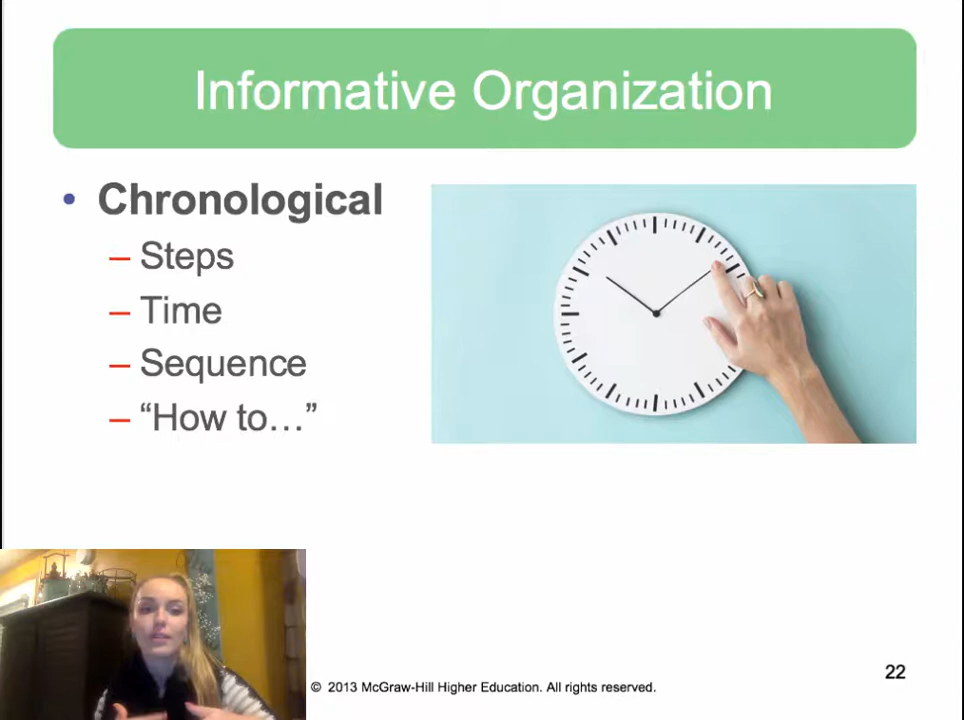 Informative Organization
• Chronological
– Steps
– Time
– Sequence
– “How to…”
22
© 2013 McGraw-Hill Higher Education. All rights reserved.